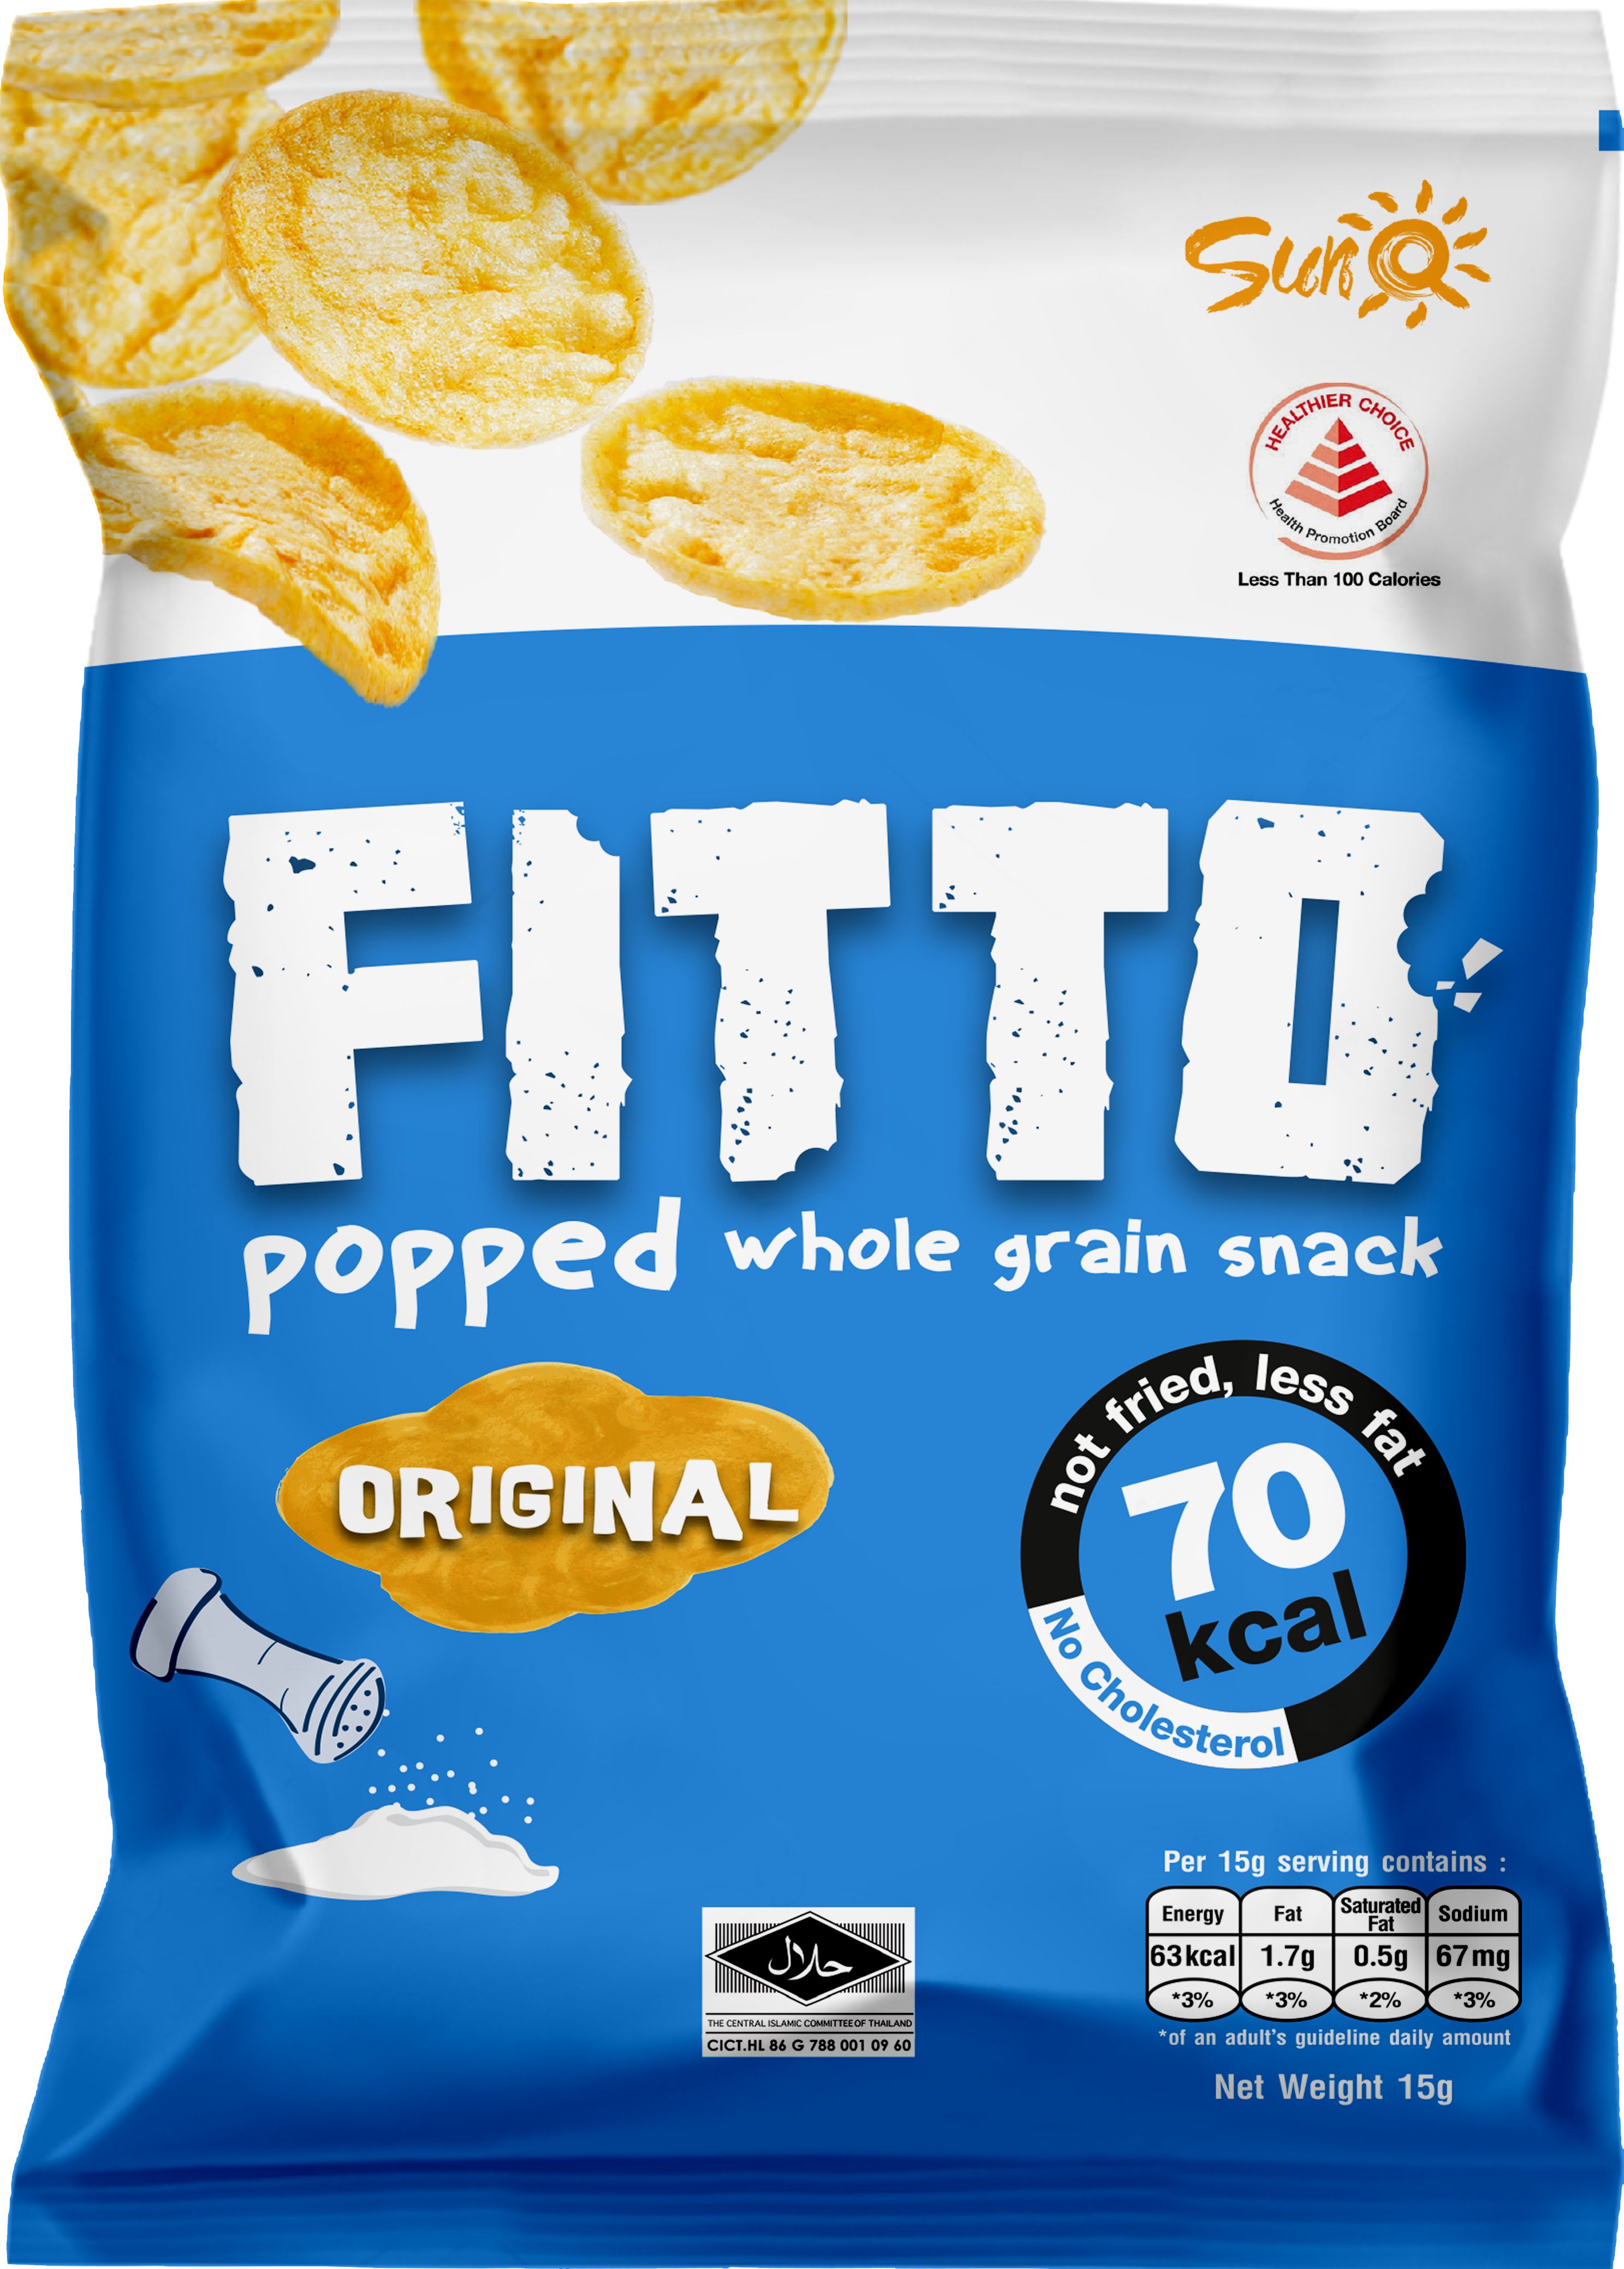 SunO
HEALTHIER CHOICE
Health Promotion Board
Less Than 100 Calories
FITTO
popped whole grain snack
ORIGINAL
not fried, less fat
70
kcal
No Cholesterol
Per 15g serving contains :
Energy Fat Saturated Fat Sodium
63kcal 1.7g 0.5g 67mg
*3% *3% *2% *3%
*of an adult's guideline daily amount
Net Weight 15g
حلال
THE CENTRAL ISLAMIC COMMITTEE OF THAILAND
CICT.HL 86 G 788 001 09 60